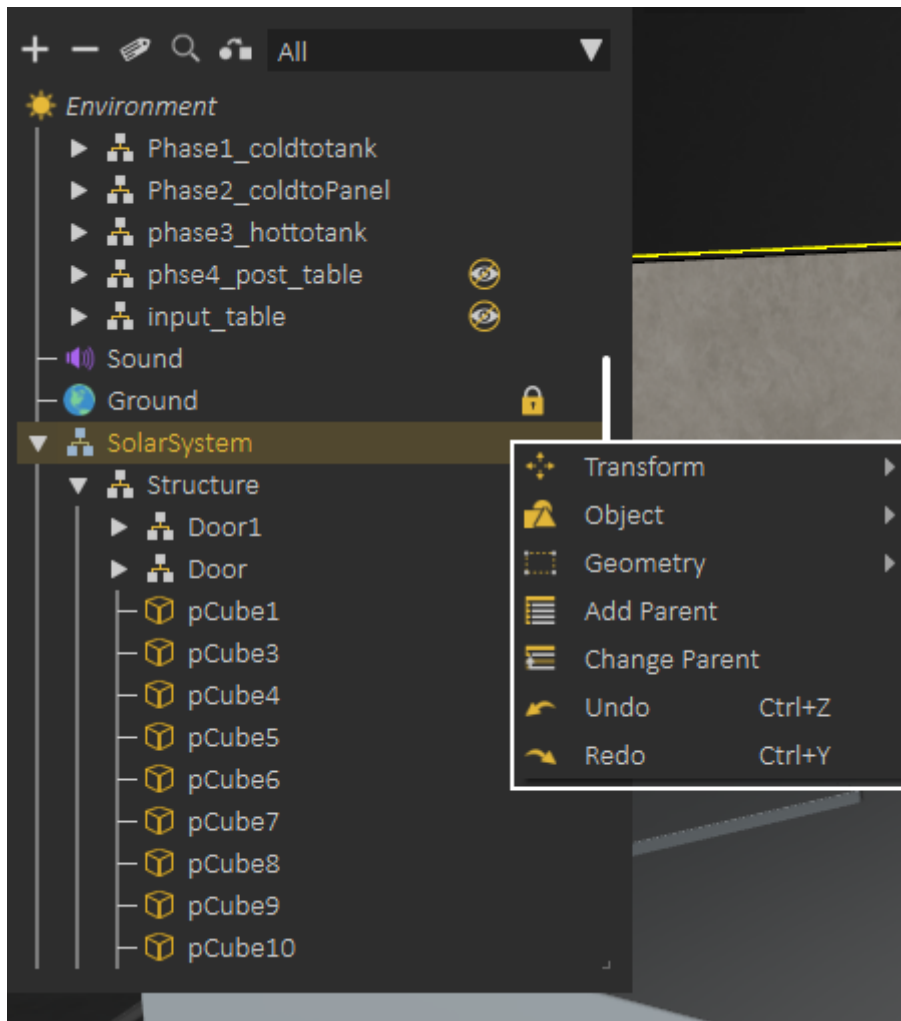 All
Environment
Phase1_coldtotank
Phase2_coldtoPanel
phase3_hottotank
phse4_post_table
input_table
Sound
Ground
SolarSystem
Structure
Door1
Door
pCube1
pCube3
pCube4
pCube5
pCube6
pCube7
pCube8
pCube9
pCube10
Transform
Object
Geometry
Add Parent
Change Parent
Undo Ctrl+Z
Redo Ctrl+Y